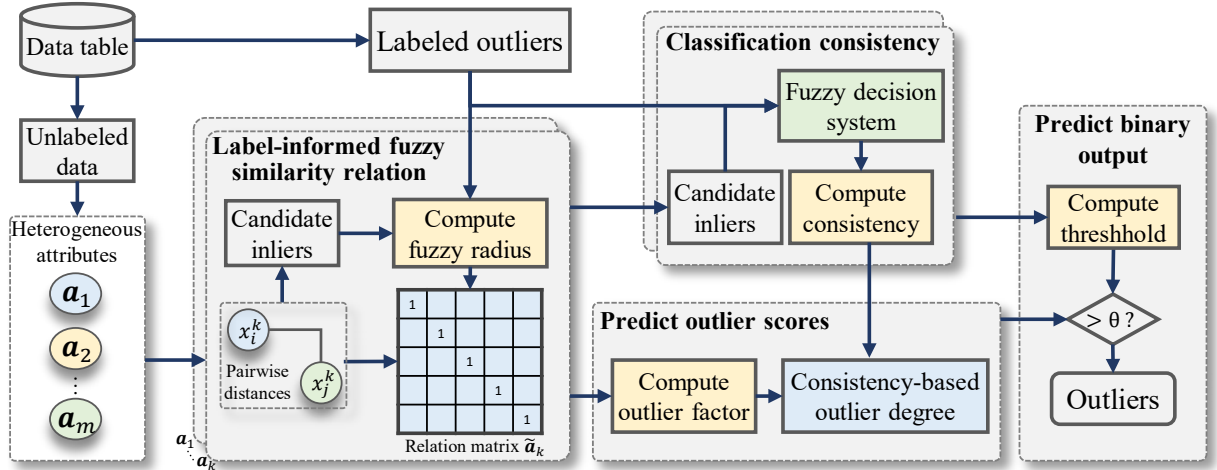 Data table
Labeled outliers
Unlabeled
data
Heterogeneous
attributes
a₁
a₂
⋮
aₘ
Label-informed fuzzy
similarity relation
Candidate
inliers
Compute
fuzzy radius
xᵢᵏ
xⱼᵏ
Pairwise
distances
1
1
1
1
1
Relation matrix ãₖ
a₁
⋱
aₖ
Classification consistency
Fuzzy decision
system
Candidate
inliers
Compute
consistency
Predict outlier scores
Compute
outlier factor
Consistency-based
outlier degree
Predict binary
output
Compute
threshhold
> θ ?
Outliers